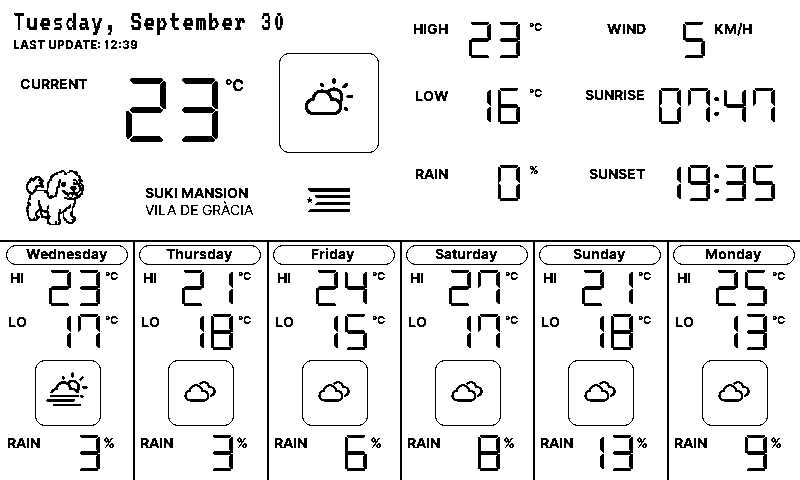 Tuesday, September 30
LAST UPDATE: 12:39
CURRENT 23 °C
SUKI MANSION
VILA DE GRÀCIA
HIGH 23 °C
WIND 5 KM/H
LOW 16 °C
SUNRISE 07:47
RAIN 0 %
SUNSET 19:35
Wednesday
HI 23 °C
LO 17 °C
RAIN 3 %
Thursday
HI 21 °C
LO 18 °C
RAIN 3 %
Friday
HI 24 °C
LO 15 °C
RAIN 6 %
Saturday
HI 27 °C
LO 17 °C
RAIN 8 %
Sunday
HI 21 °C
LO 18 °C
RAIN 13 %
Monday
HI 25 °C
LO 13 °C
RAIN 9 %